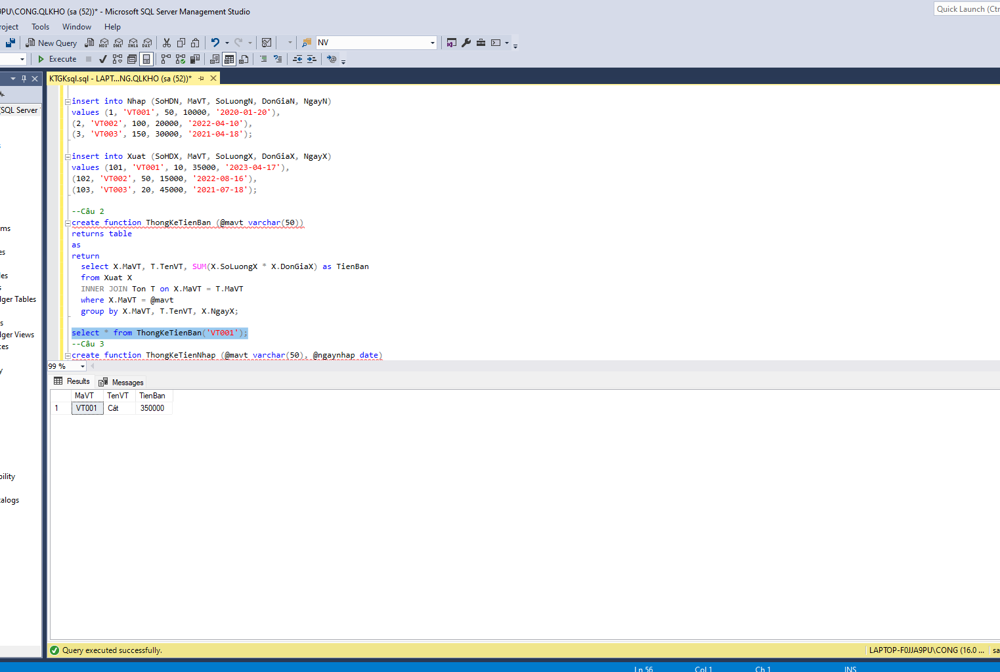 9PU\CONG.QLKHO (sa (52))* - Microsoft SQL Server Management Studio
Quick Launch (Ctr
roject Tools Window Help
New Query MDX DMX XMLA DAX NV
Execute
KTGKsql.sql - LAPT...NG.QLKHO (sa (52))*
insert into Nhap (SoHDN, MaVT, SoLuongN, DonGiaN, NgayN)
values (1, 'VT001', 50, 10000, '2020-01-20'),
(2, 'VT002', 100, 20000, '2022-04-10'),
(3, 'VT003', 150, 30000, '2021-04-18');
insert into Xuat (SoHDX, MaVT, SoLuongX, DonGiaX, NgayX)
values (101, 'VT001', 10, 35000, '2023-04-17'),
(102, 'VT002', 50, 15000, '2022-08-16'),
(103, 'VT003', 20, 45000, '2021-07-18');
--Câu 2
create function ThongKeTienBan (@mavt varchar(50))
returns table
as
return
select X.MaVT, T.TenVT, SUM(X.SoLuongX * X.DonGiaX) as TienBan
from Xuat X
INNER JOIN Ton T on X.MaVT = T.MaVT
where X.MaVT = @mavt
group by X.MaVT, T.TenVT, X.NgayX;
select * from ThongKeTienBan('VT001');
--Câu 3
create function ThongKeTienNhap (@mavt varchar(50), @ngaynhap date)
(SQL Server
s
ms
es
les
s
lger Tables
s
lger Views
ces
y
bility
talogs
99 %
Results Messages
MaVT TenVT TienBan
1 VT001 Cát 350000
Query executed successfully.
LAPTOP-F0JJA9PU\CONG (16.0 ... sa
Ln 56 Col 1 Ch 1 INS